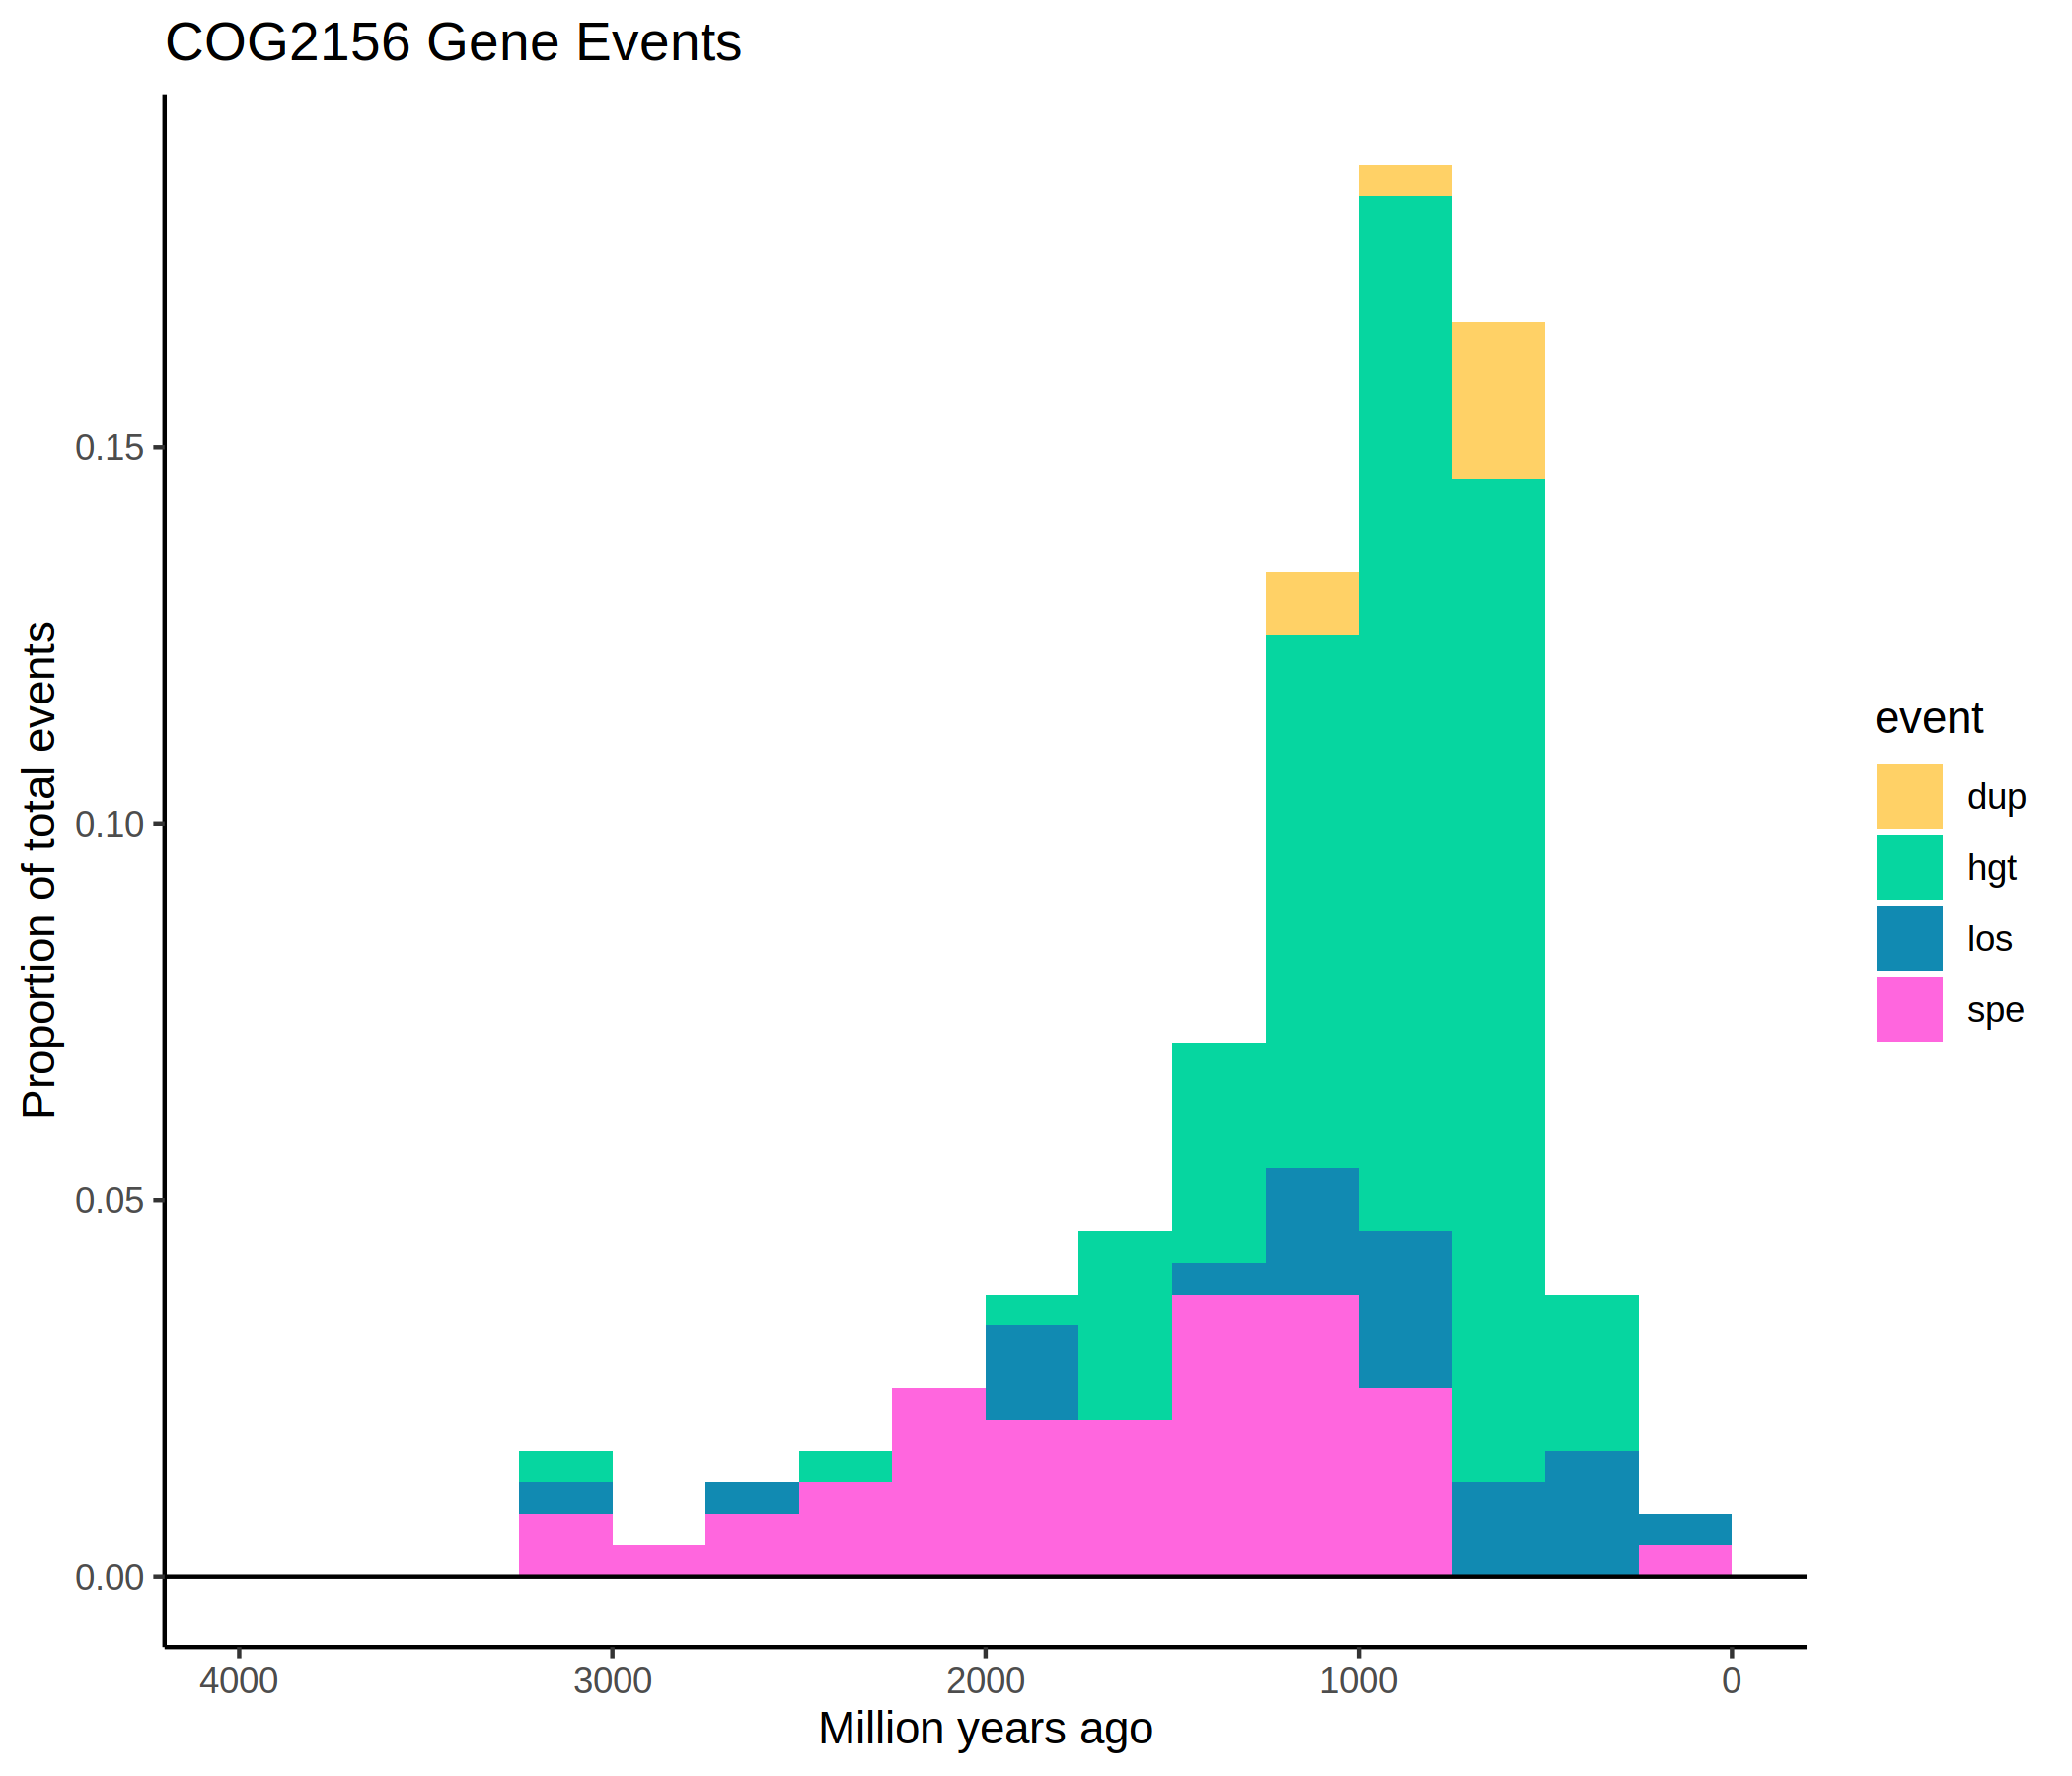 COG2156 Gene Events
Proportion of total events
0.15
0.10
0.05
0.00
4000 3000 2000 1000 0
Million years ago
event
dup
hgt
los
spe